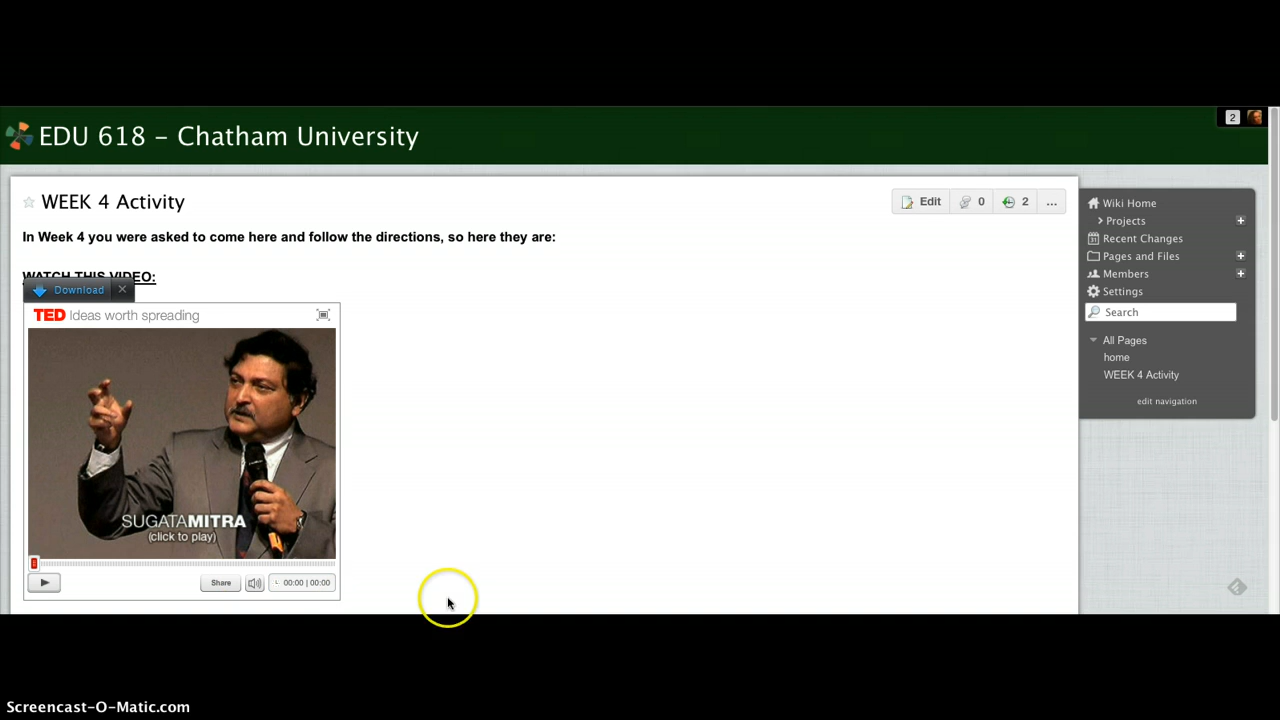 EDU 618 – Chatham University
2
WEEK 4 Activity
Edit
0
2
...
In Week 4 you were asked to come here and follow the directions, so here they are:
WATCH THIS VIDEO:
Download
TED Ideas worth spreading
SUGATAMITRA
(click to play)
Share
00:00 | 00:00
Wiki Home
Projects
Recent Changes
Pages and Files
Members
Settings
Search
All Pages
home
WEEK 4 Activity
edit navigation
Screencast-O-Matic.com